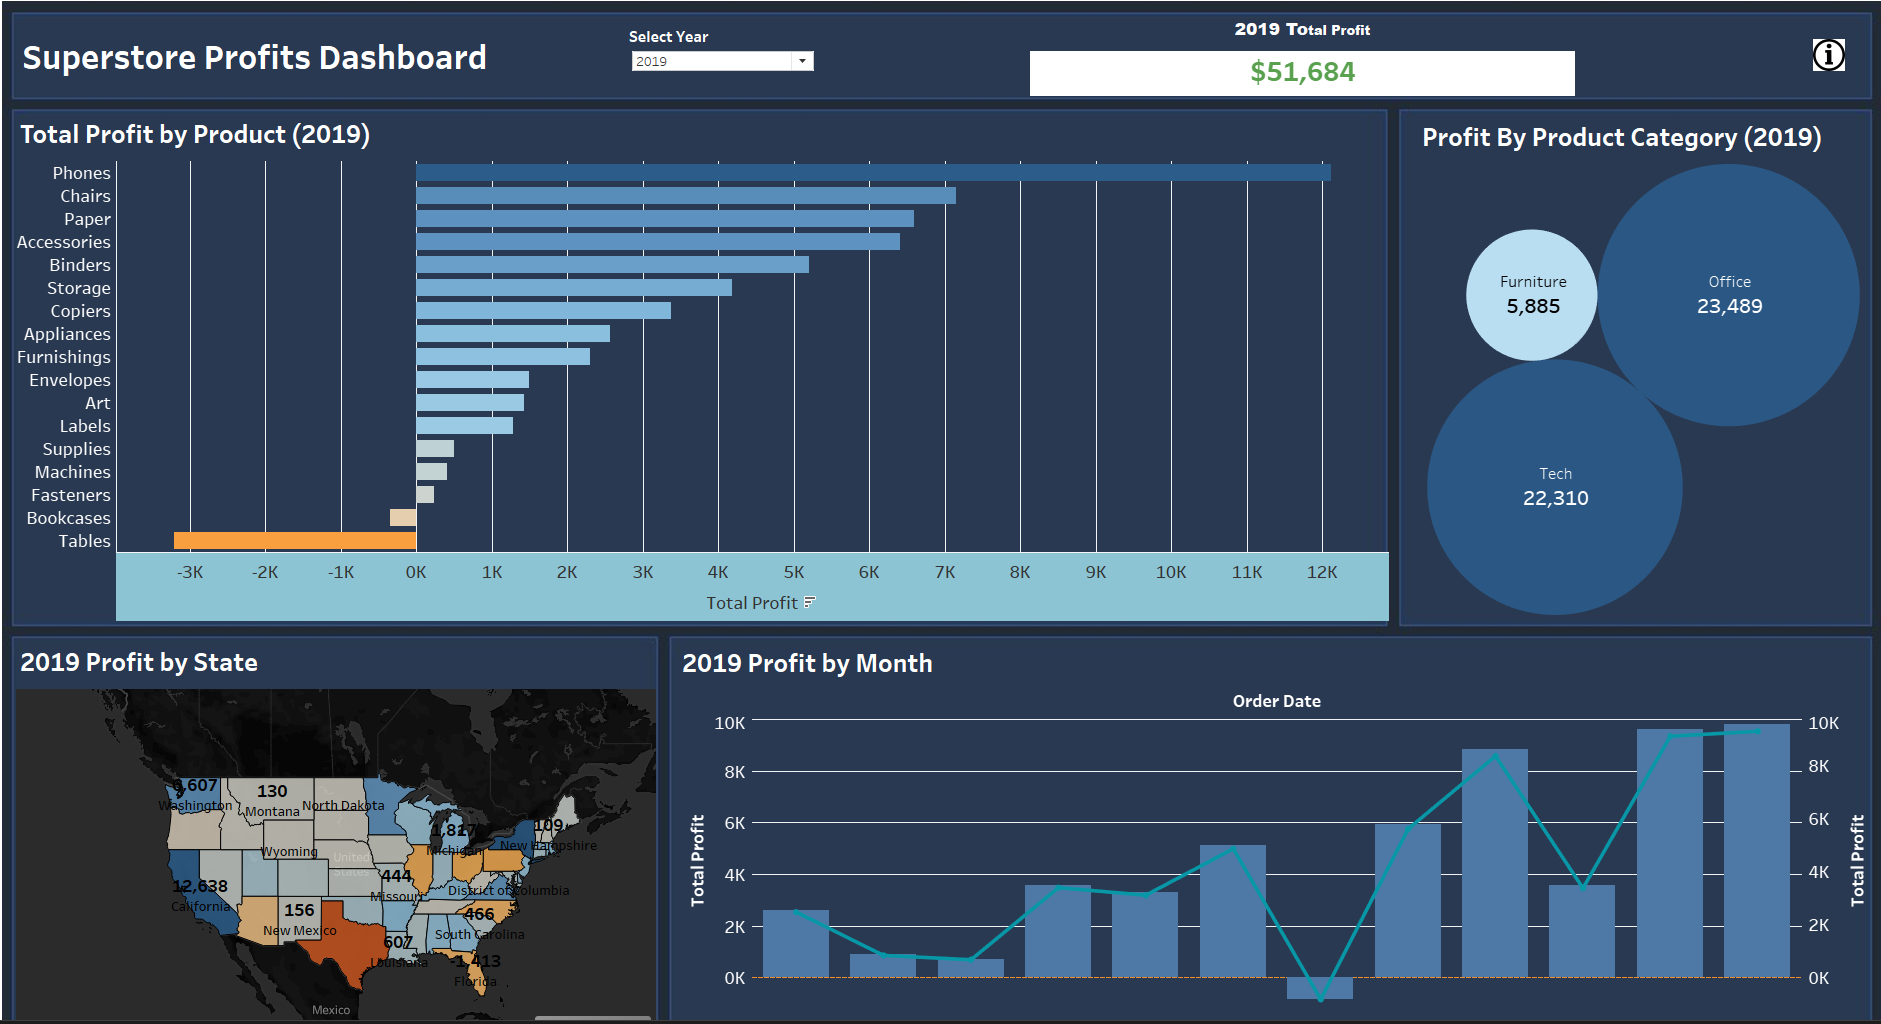 Superstore Profits Dashboard
Select Year
2019
2019 Total Profit
$51,684
Total Profit by Product (2019)
Phones
Chairs
Paper
Accessories
Binders
Storage
Copiers
Appliances
Furnishings
Envelopes
Art
Labels
Supplies
Machines
Fasteners
Bookcases
Tables
-3K -2K -1K 0K 1K 2K 3K 4K 5K 6K 7K 8K 9K 10K 11K 12K
Total Profit
Profit By Product Category (2019)
Furniture
5,885
Office
23,489
Tech
22,310
2019 Profit by State
,607
Washington
130
Montana
North Dakota
Wyoming
United
States
1,817
Michigan
109
New Hampshire
12,638
California
444
Missouri
District of Columbia
156
New Mexico
466
South Carolina
607
Louisiana
-1,413
Florida
Mexico
2019 Profit by Month
Order Date
Total Profit
10K
8K
6K
4K
2K
0K
10K
8K
6K
4K
2K
0K
Total Profit